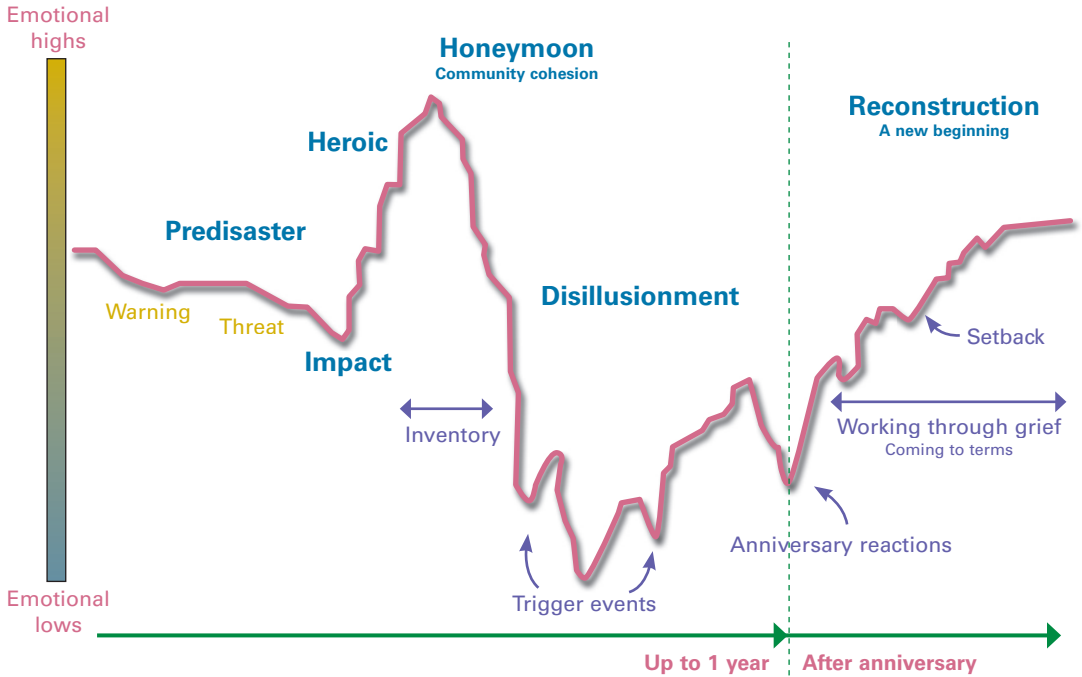 Emotional
highs
Honeymoon
Community cohesion
Reconstruction
A new beginning
Heroic
Predisaster
Disillusionment
Warning
Threat
Impact
Setback
Inventory
Working through grief
Coming to terms
Anniversary reactions
Trigger events
Emotional
lows
Up to 1 year
After anniversary